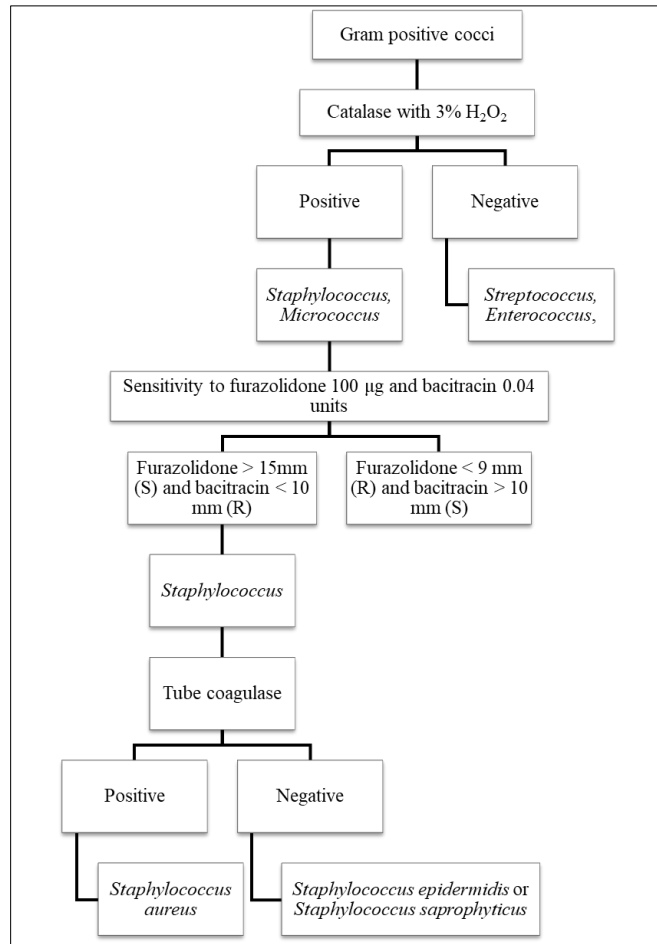 Gram positive cocci
Catalase with 3% H₂O₂
Positive
Negative
Staphylococcus,
Micrococcus
Streptococcus,
Enterococcus,
Sensitivity to furazolidone 100 μg and bacitracin 0.04
units
Furazolidone > 15mm
(S) and bacitracin < 10
mm (R)
Furazolidone < 9 mm
(R) and bacitracin > 10
mm (S)
Staphylococcus
Tube coagulase
Positive
Negative
Staphylococcus
aureus
Staphylococcus epidermidis or
Staphylococcus saprophyticus